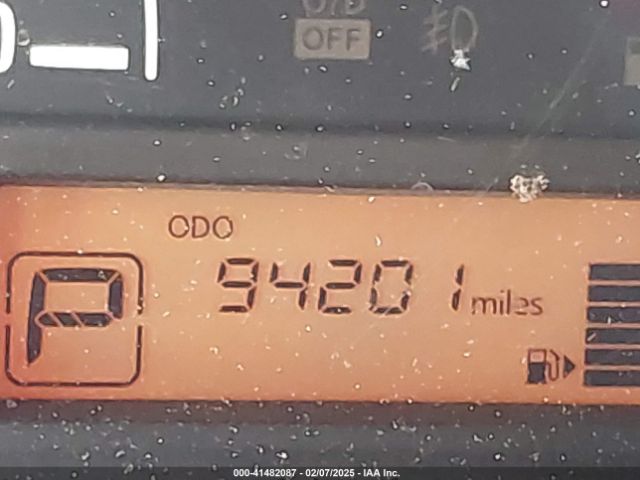 O/D
OFF
ODO
94201 miles
P
000-41482087 - 02/07/2025 - IAA Inc.